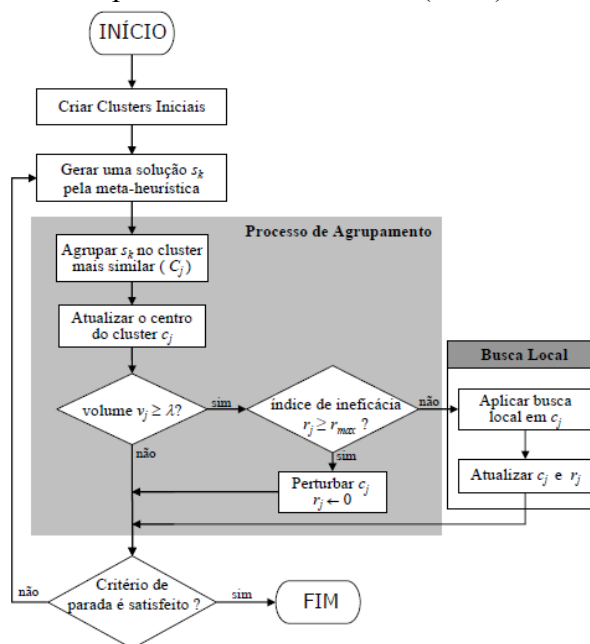 INÍCIO
Criar Clusters Iniciais
Gerar uma solução sk
pela meta-heurística
Processo de Agrupamento
Agrupar sk no cluster
mais similar ( Cj )
Atualizar o centro
do cluster cj
Busca Local
volume vj ≥ λ?
sim
índice de ineficácia
rj ≥ rmax ?
não
Aplicar busca
local em cj
não
sim
Perturbar cj
rj ← 0
Atualizar cj e rj
não
Critério de
parada é satisfeito ?
sim
FIM